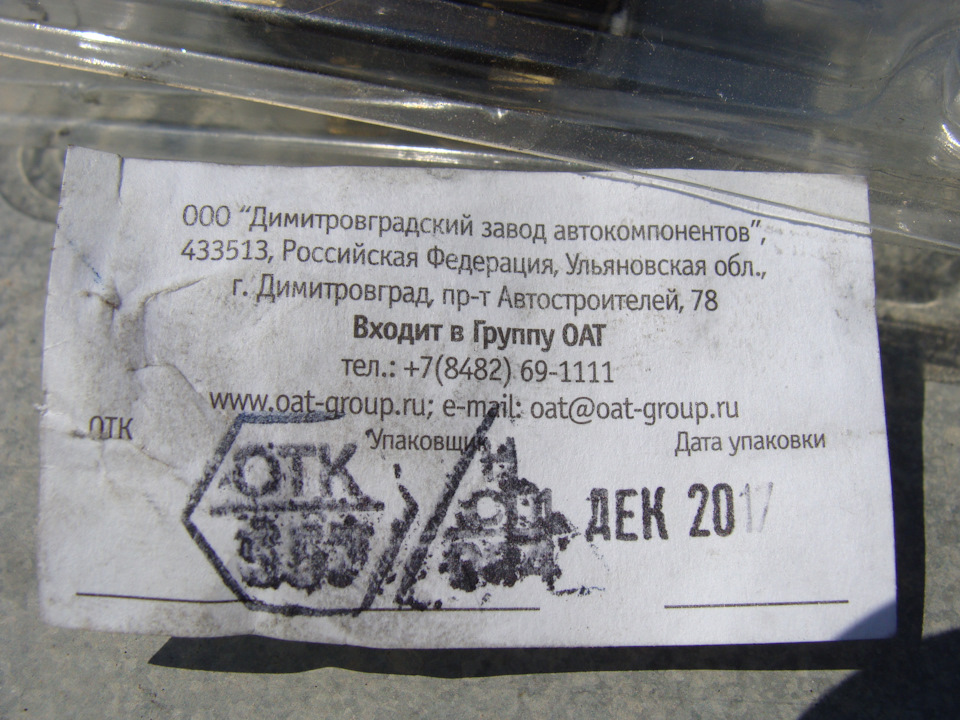 ООО “Димитровградский завод автокомпонентов”,
433513, Российская Федерация, Ульяновская обл.,
г. Димитровград, пр-т Автостроителей, 78
Входит в Группу ОАТ
тел.: +7(8482) 69-1111
www.oat-group.ru; e-mail: oat@oat-group.ru
ОТК Упаковщик Дата упаковки
ОТК
ДЕК 2017